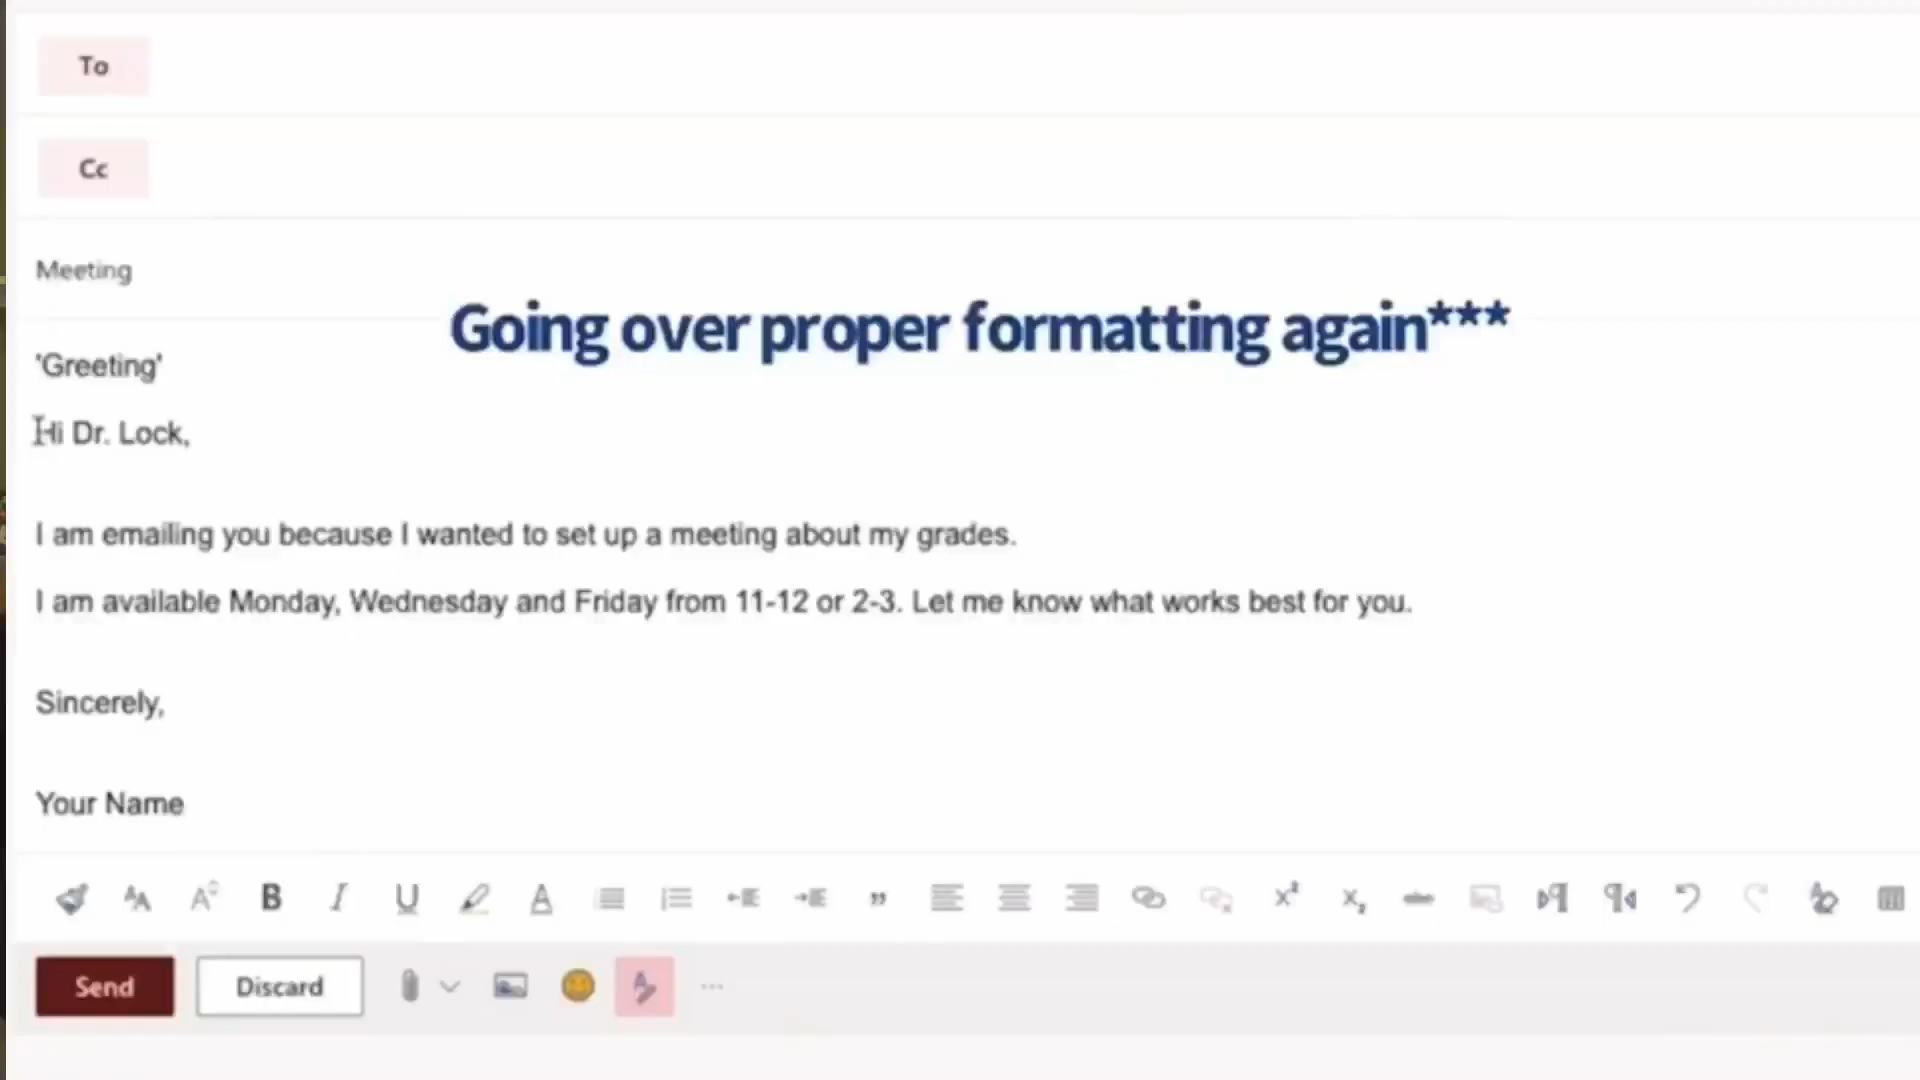 To
Cc
Meeting
Going over proper formatting again***
'Greeting'
Hi Dr. Lock,
I am emailing you because I wanted to set up a meeting about my grades.
I am available Monday, Wednesday and Friday from 11-12 or 2-3. Let me know what works best for you.
Sincerely,
Your Name
Send
Discard